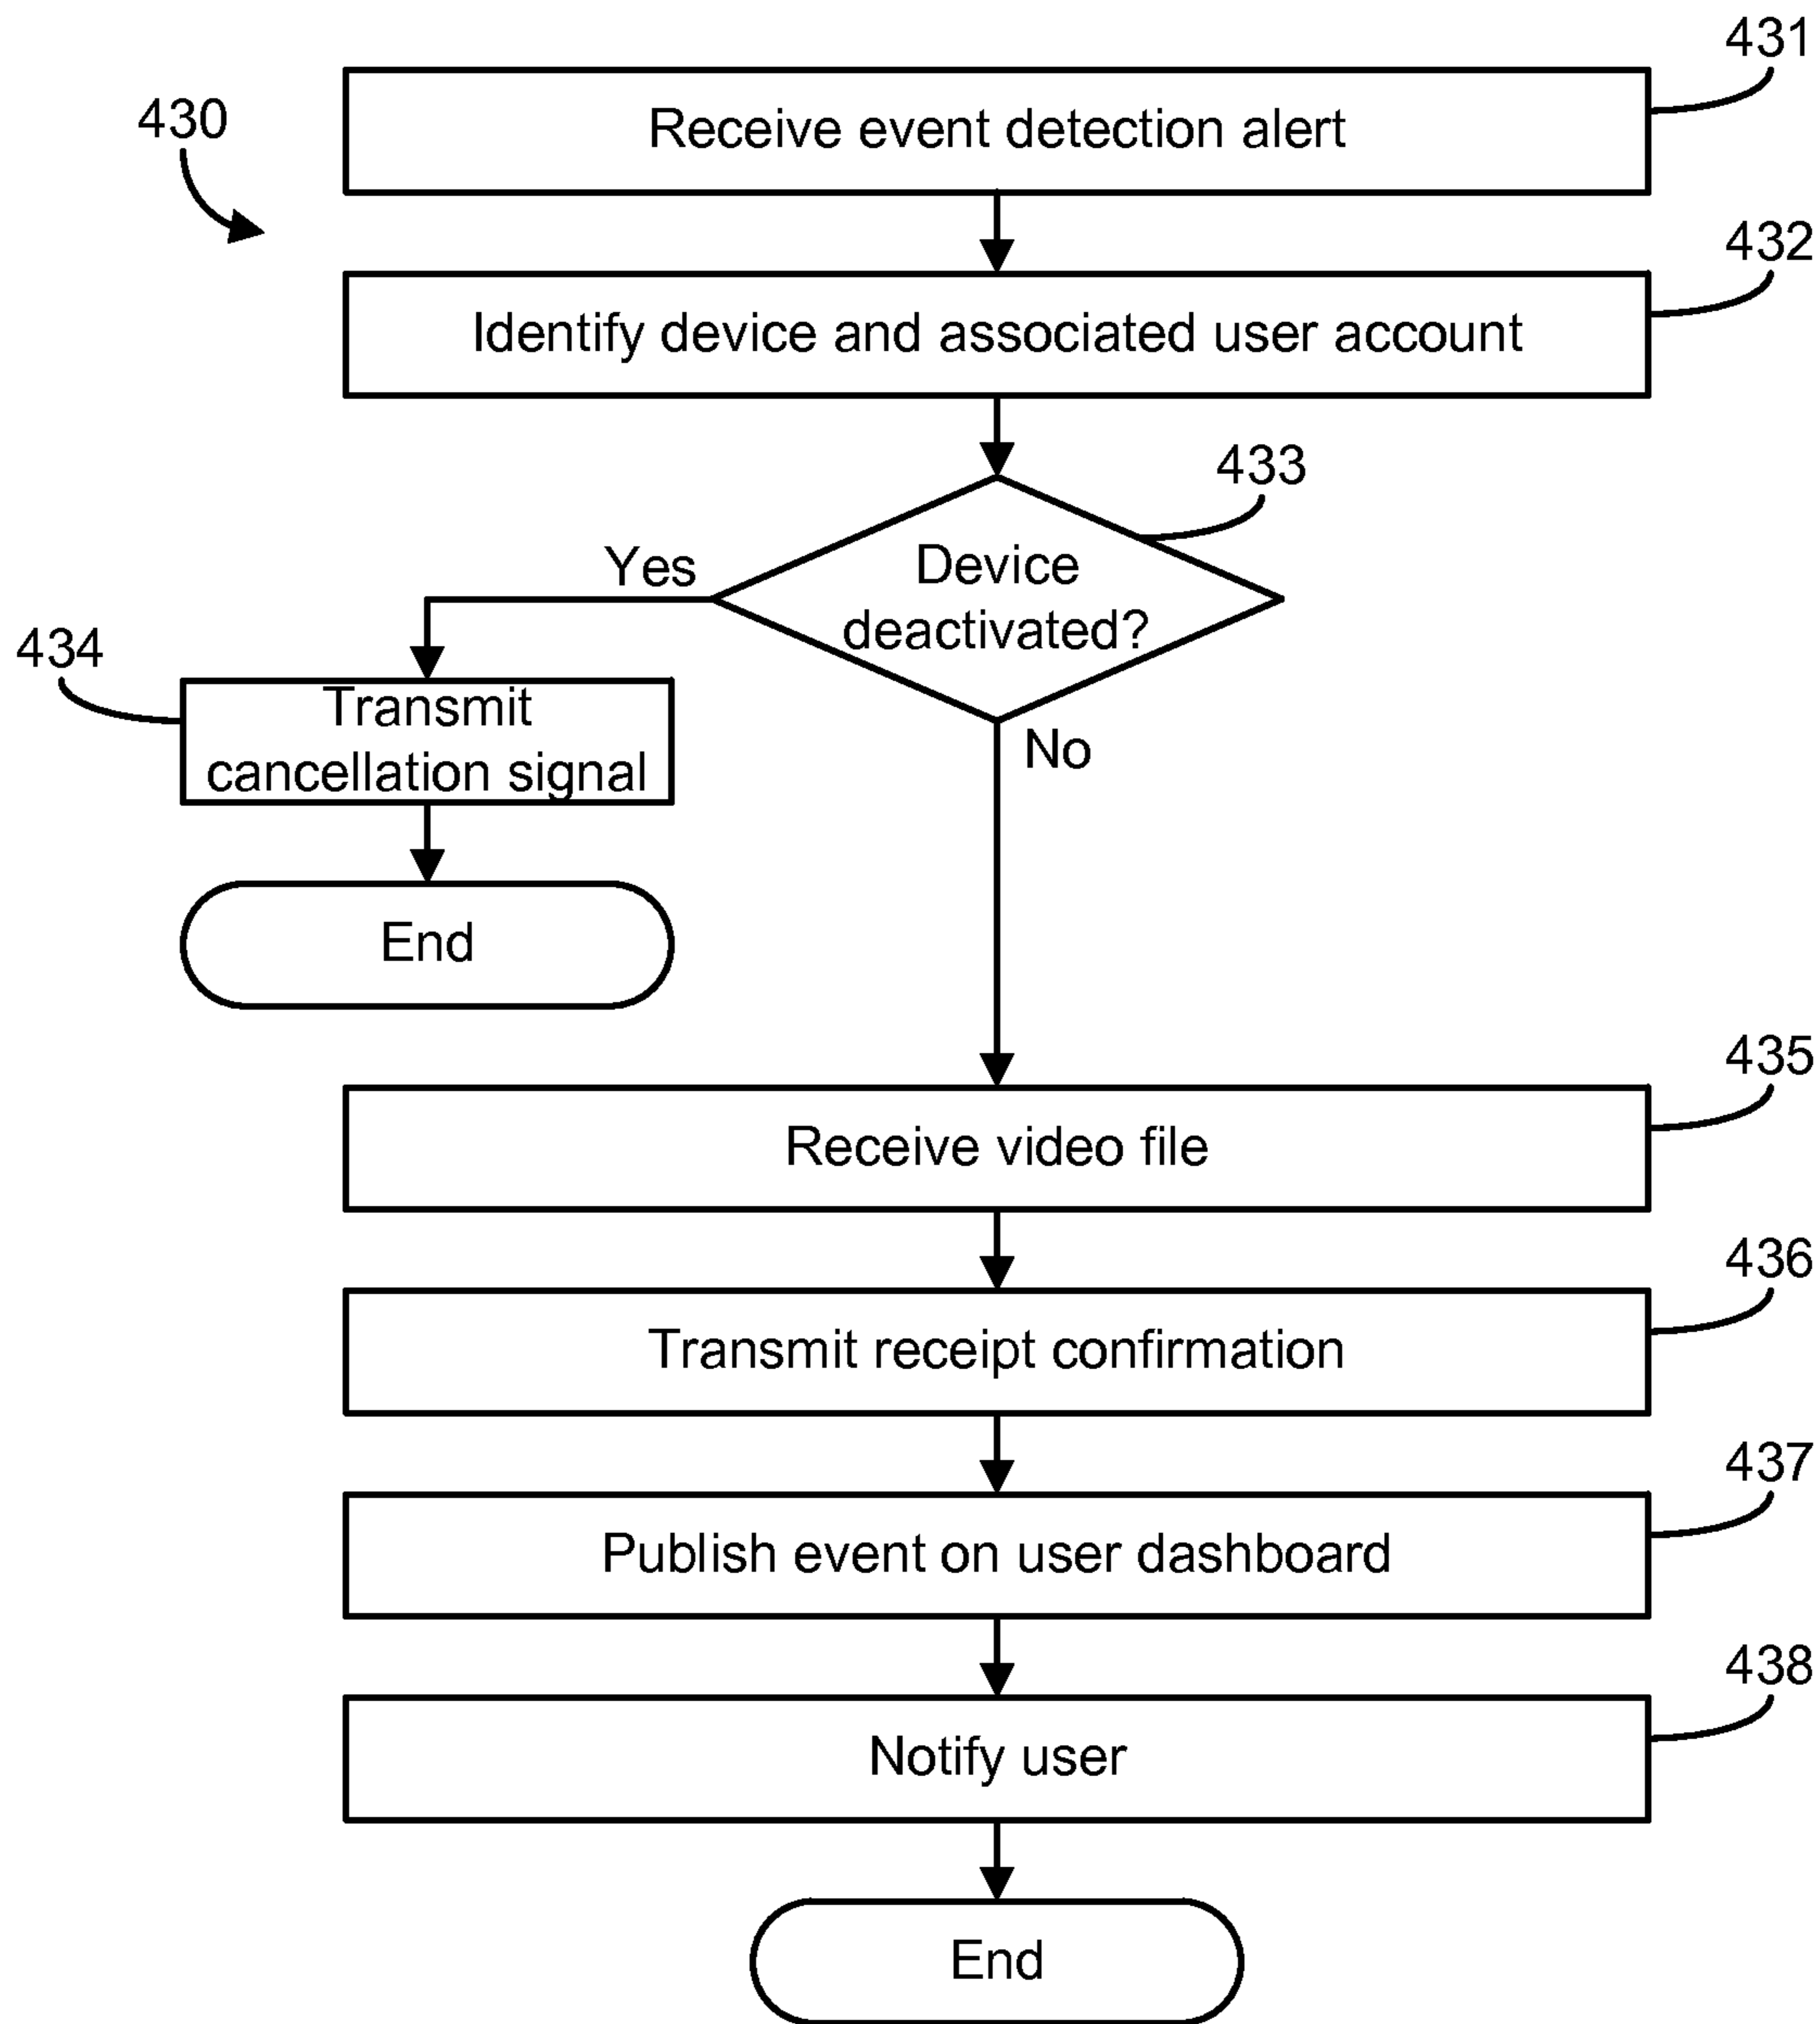 431
430
Receive event detection alert
432
Identify device and associated user account
433
Device
deactivated?
Yes
No
434
Transmit
cancellation signal
End
435
Receive video file
436
Transmit receipt confirmation
437
Publish event on user dashboard
438
Notify user
End